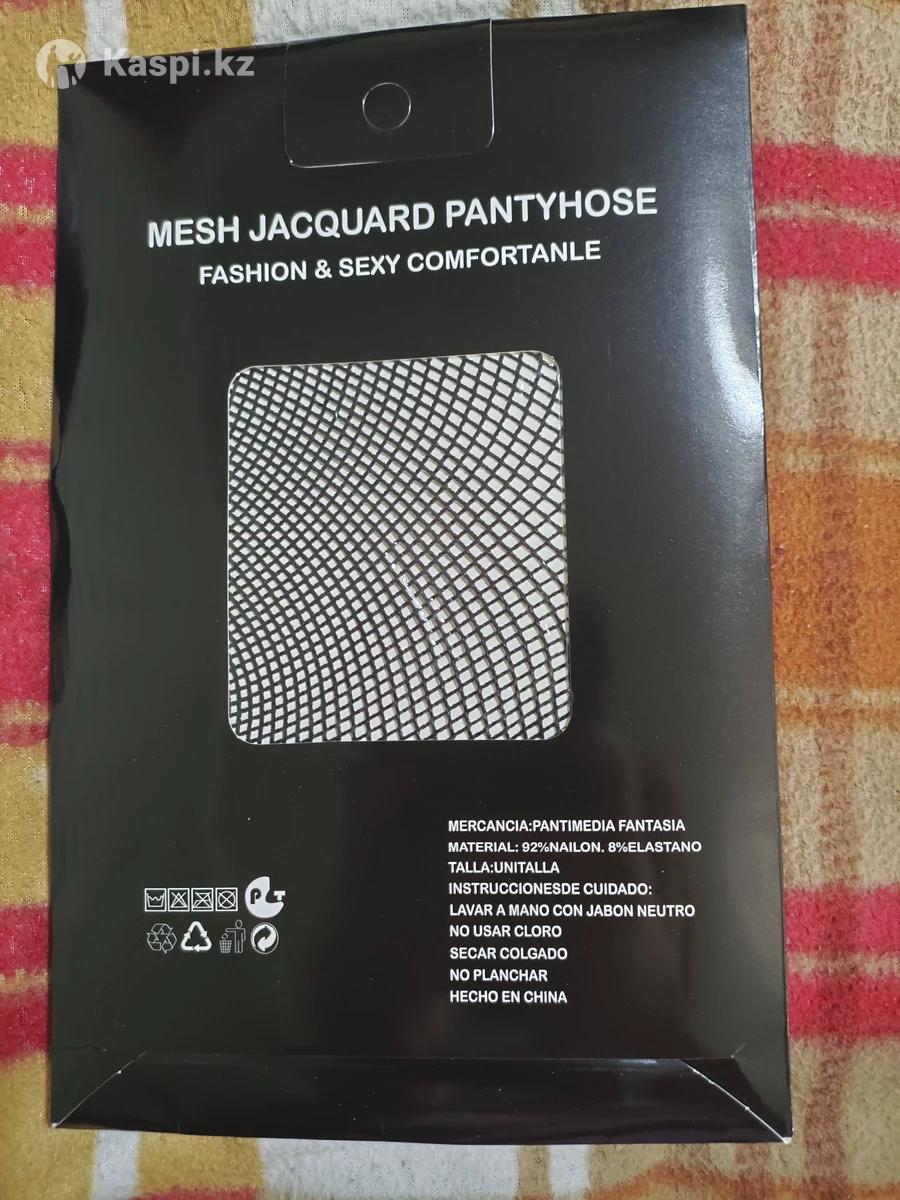 Kaspi.kz
MESH JACQUARD PANTYHOSE
FASHION & SEXY COMFORTANLE
MERCANCIA:PANTIMEDIA FANTASIA
MATERIAL: 92%NAILON. 8%ELASTANO
TALLA:UNITALLA
INSTRUCCIONESDE CUIDADO:
LAVAR A MANO CON JABON NEUTRO
NO USAR CLORO
SECAR COLGADO
NO PLANCHAR
HECHO EN CHINA
P T